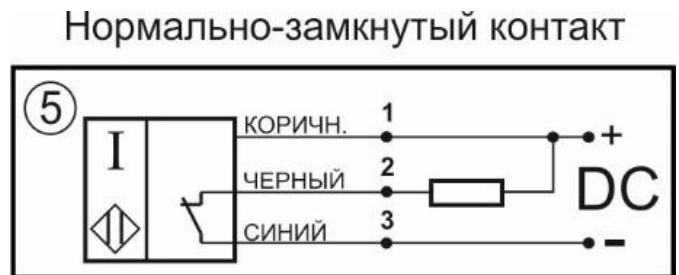 Нормально-замкнутый контакт
5
I
КОРИЧН. 1 +
ЧЕРНЫЙ 2 DC
СИНИЙ 3 -